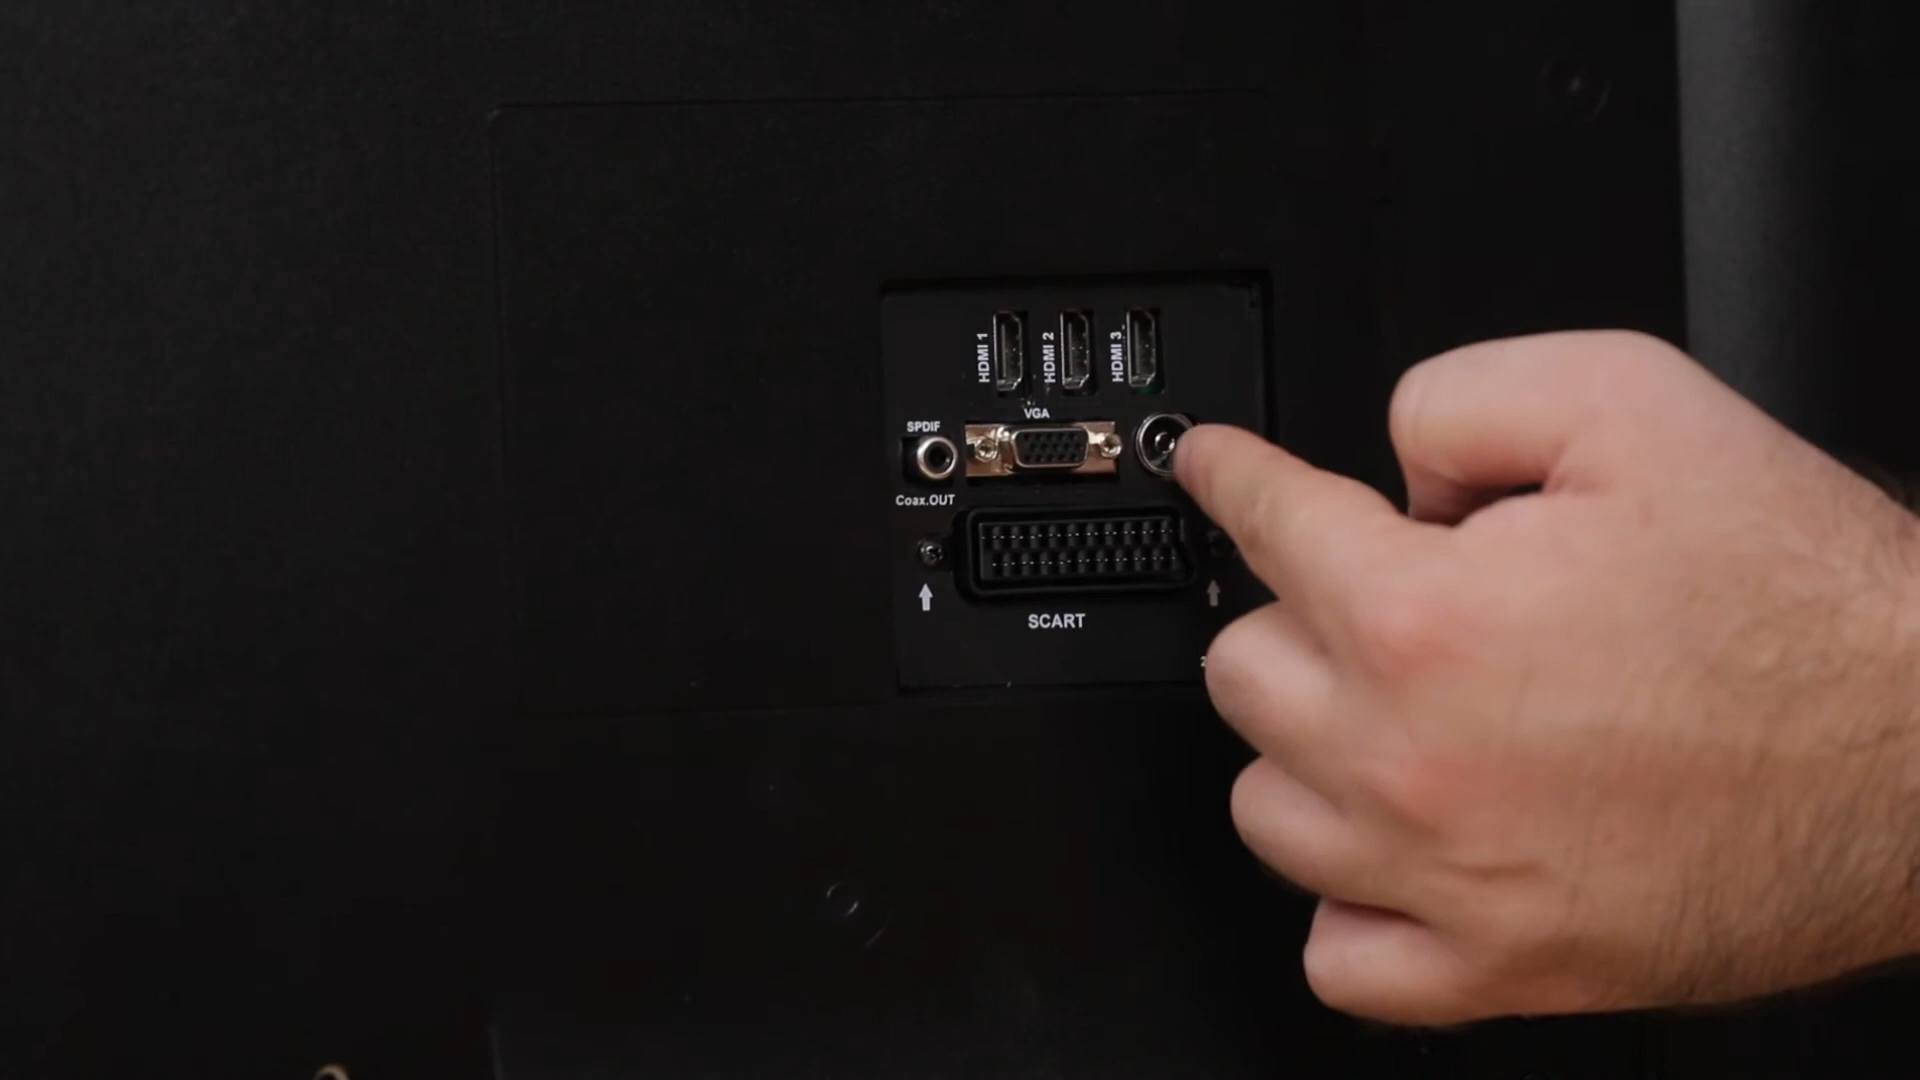 HDMI 1
HDMI 2
HDMI 3
VGA
SPDIF
Coax.OUT
SCART